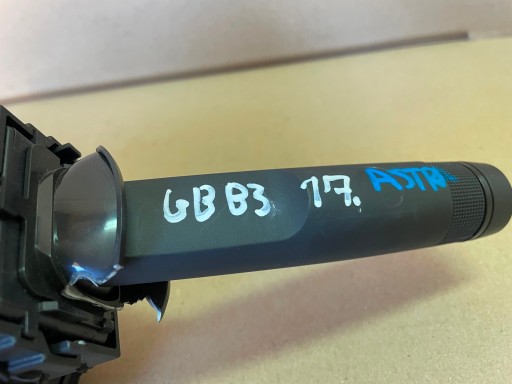 GB B3 17. ASTRA